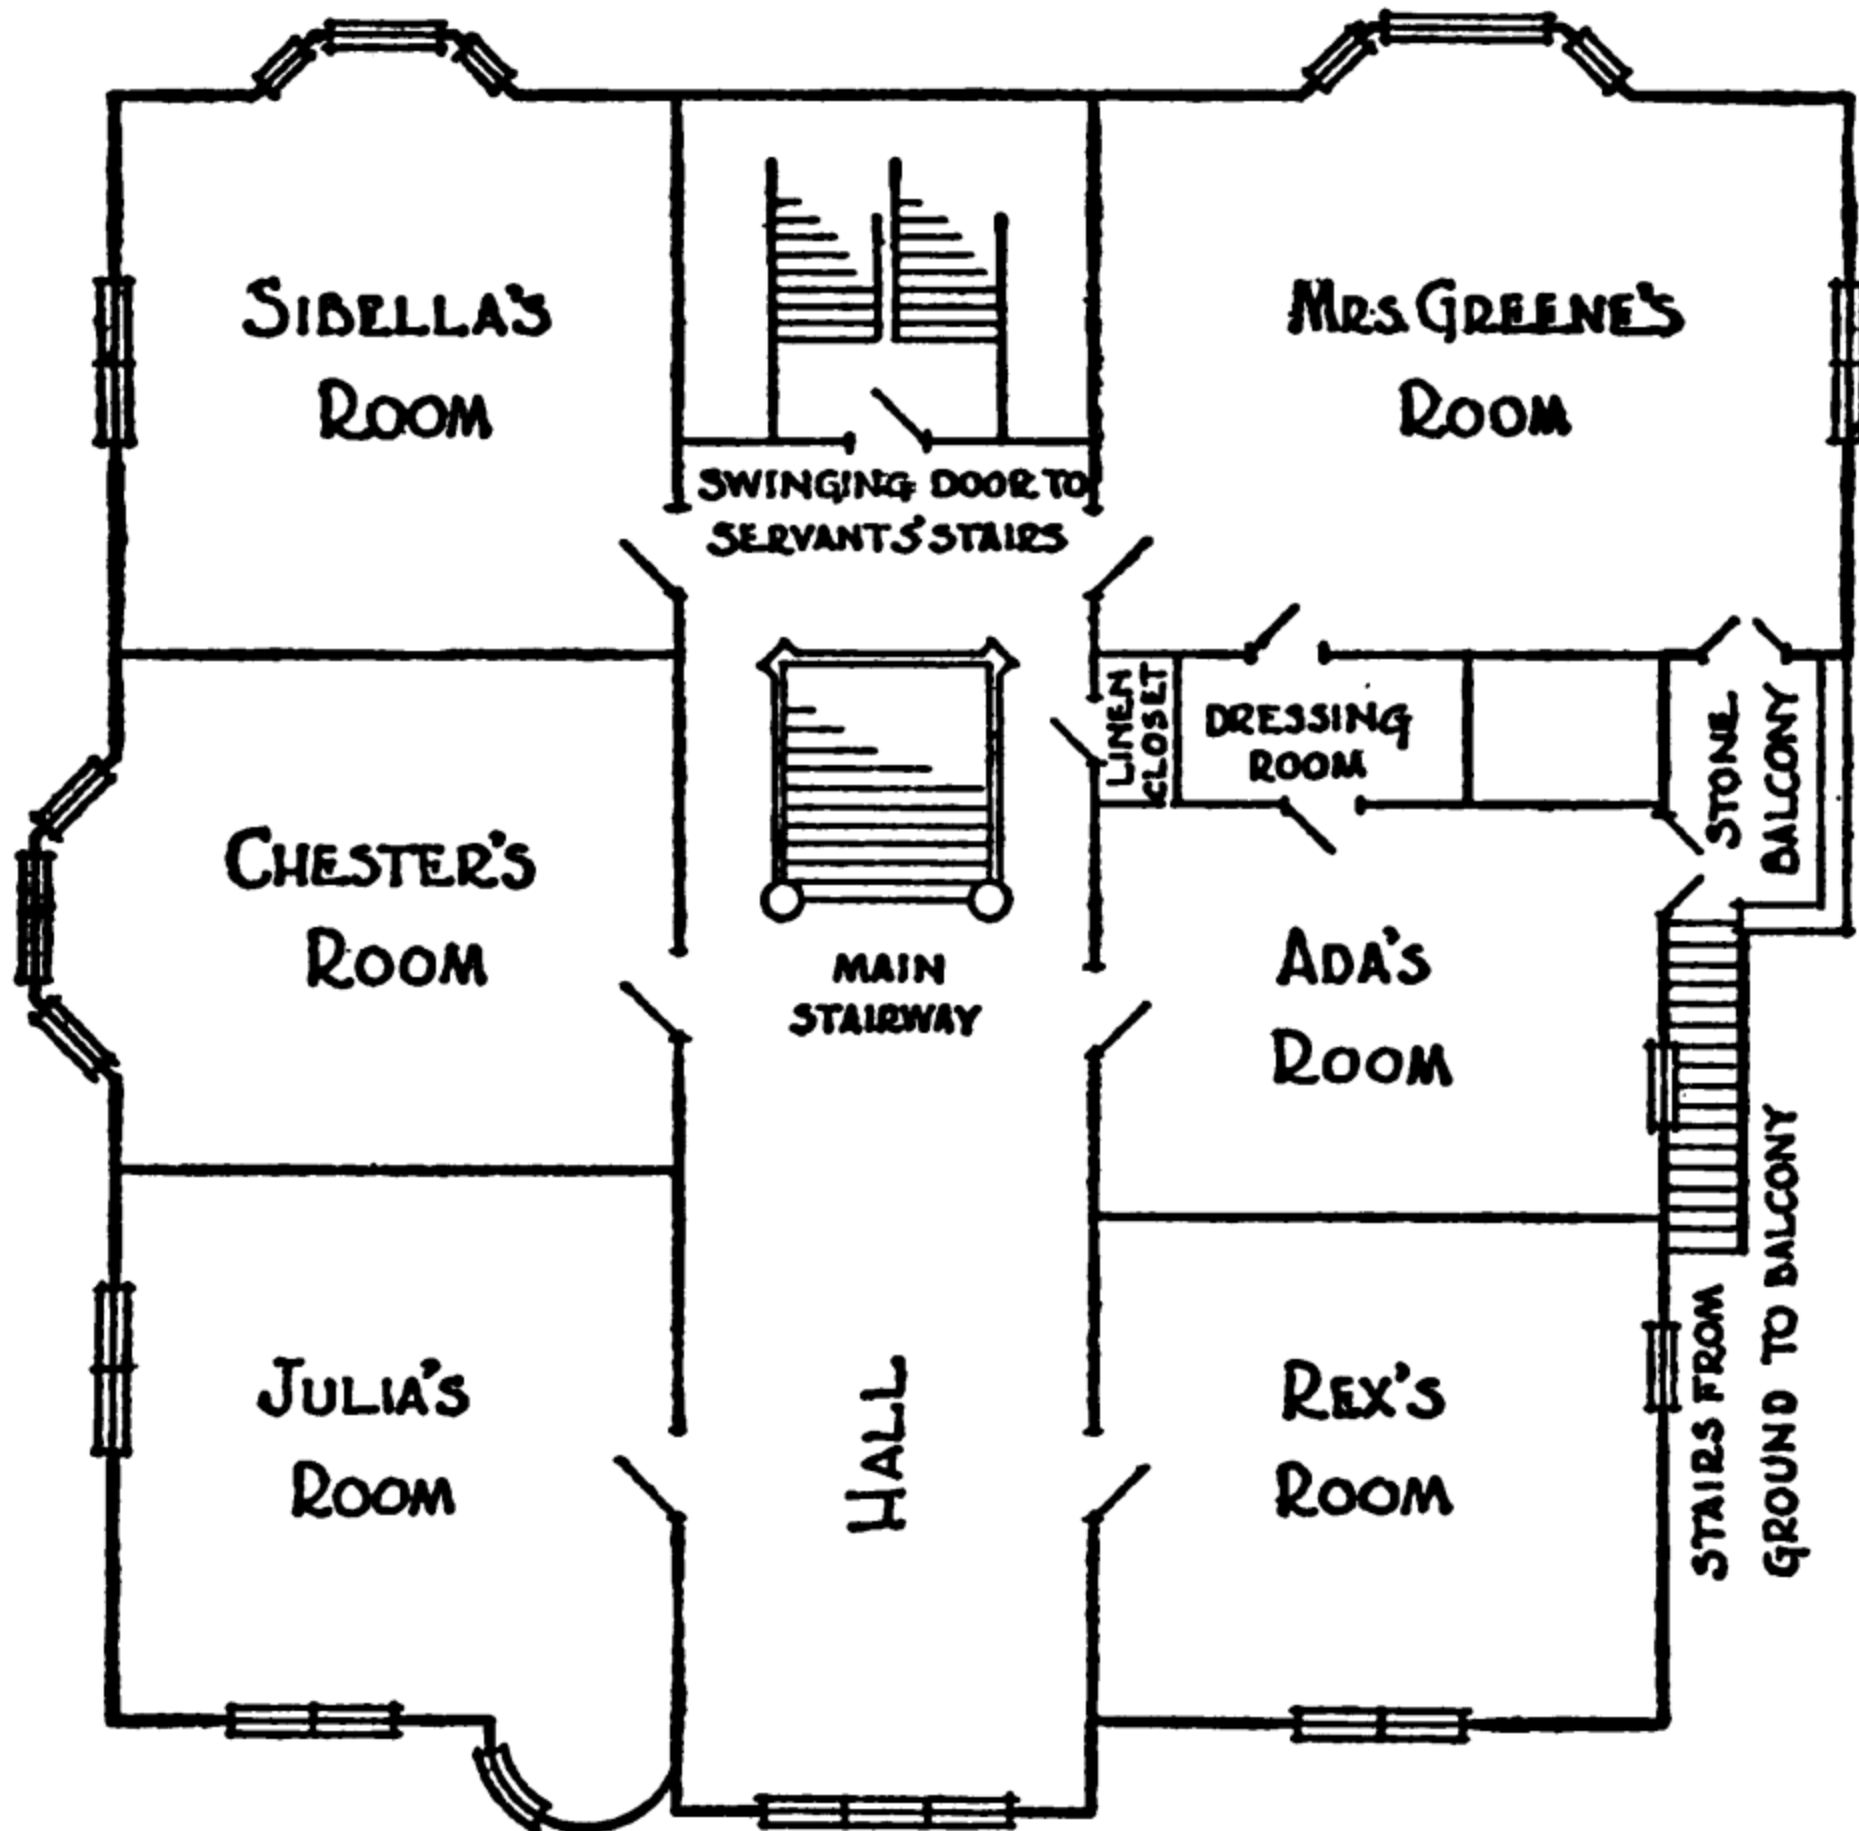 SIBELLA'S
ROOM
MRS. GREENE'S
ROOM
SWINGING DOOR TO
SERVANTS' STAIRS
LINEN
CLOSET
DRESSING
ROOM
STONE
BALCONY
CHESTER'S
ROOM
MAIN
STAIRWAY
ADA'S
ROOM
JULIA'S
ROOM
HALL
REX'S
ROOM
STAIRS FROM
GROUND TO BALCONY